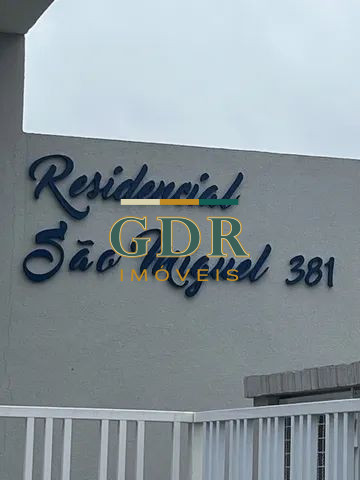 Residencial
São Miguel 381
GDR
IMÓVEIS